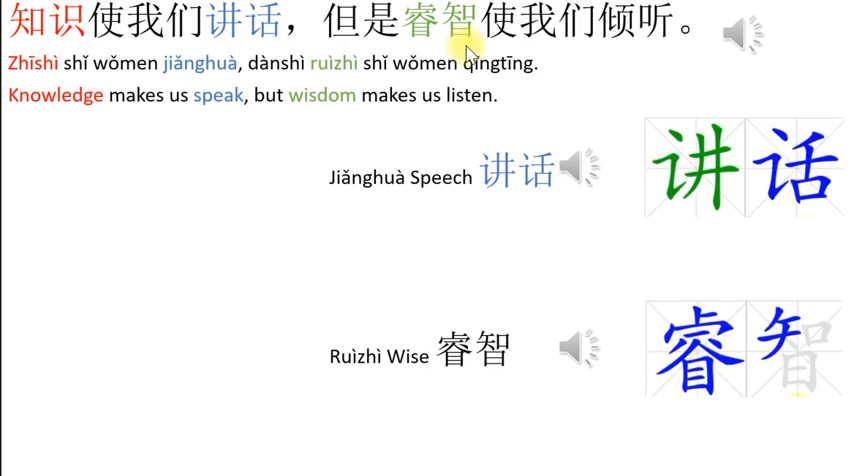 知识使我们讲话，但是睿智使我们倾听。
Zhīshì shǐ wǒmen jiǎnghuà, dànshì ruìzhì shǐ wǒmen qīngtīng.
Knowledge makes us speak, but wisdom makes us listen.
Jiǎnghuà Speech 讲话
讲话
Ruìzhì Wise 睿智
睿智